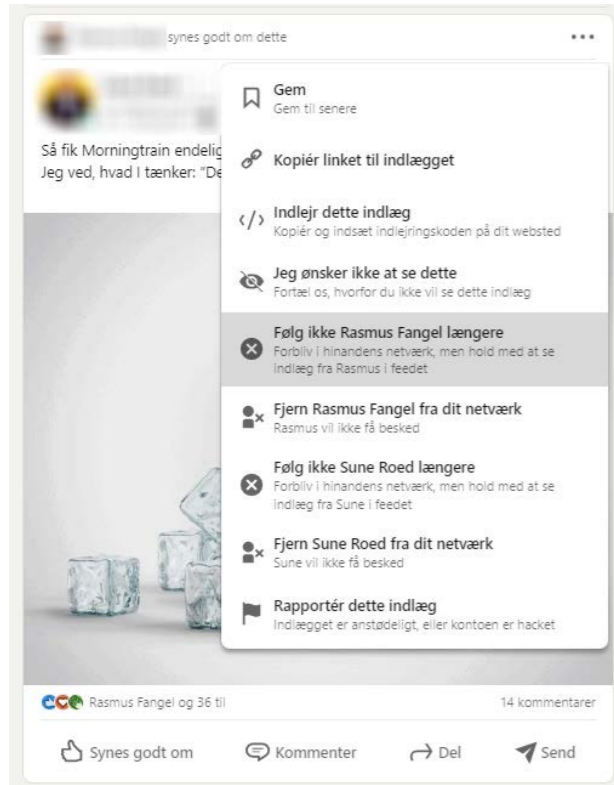 synes godt om dette
Så fik Morningtrain endelig
Jeg ved, hvad I tænker: "De
Gem
Gem til senere
Kopiér linket til indlægget
Indlejr dette indlæg
Kopiér og indsæt indlejringskoden på dit websted
Jeg ønsker ikke at se dette
Fortæl os, hvorfor du ikke vil se dette indlæg
Følg ikke Rasmus Fangel længere
Forbliv i hinandens netværk, men hold med at se
indlæg fra Rasmus i feedet
Fjern Rasmus Fangel fra dit netværk
Rasmus vil ikke få besked
Følg ikke Sune Roed længere
Forbliv i hinandens netværk, men hold med at se
indlæg fra Sune i feedet
Fjern Sune Roed fra dit netværk
Sune vil ikke få besked
Rapportér dette indlæg
Indlægget er anstødeligt, eller kontoen er hacket
Rasmus Fangel og 36 til
14 kommentarer
Synes godt om
Kommenter
Del
Send